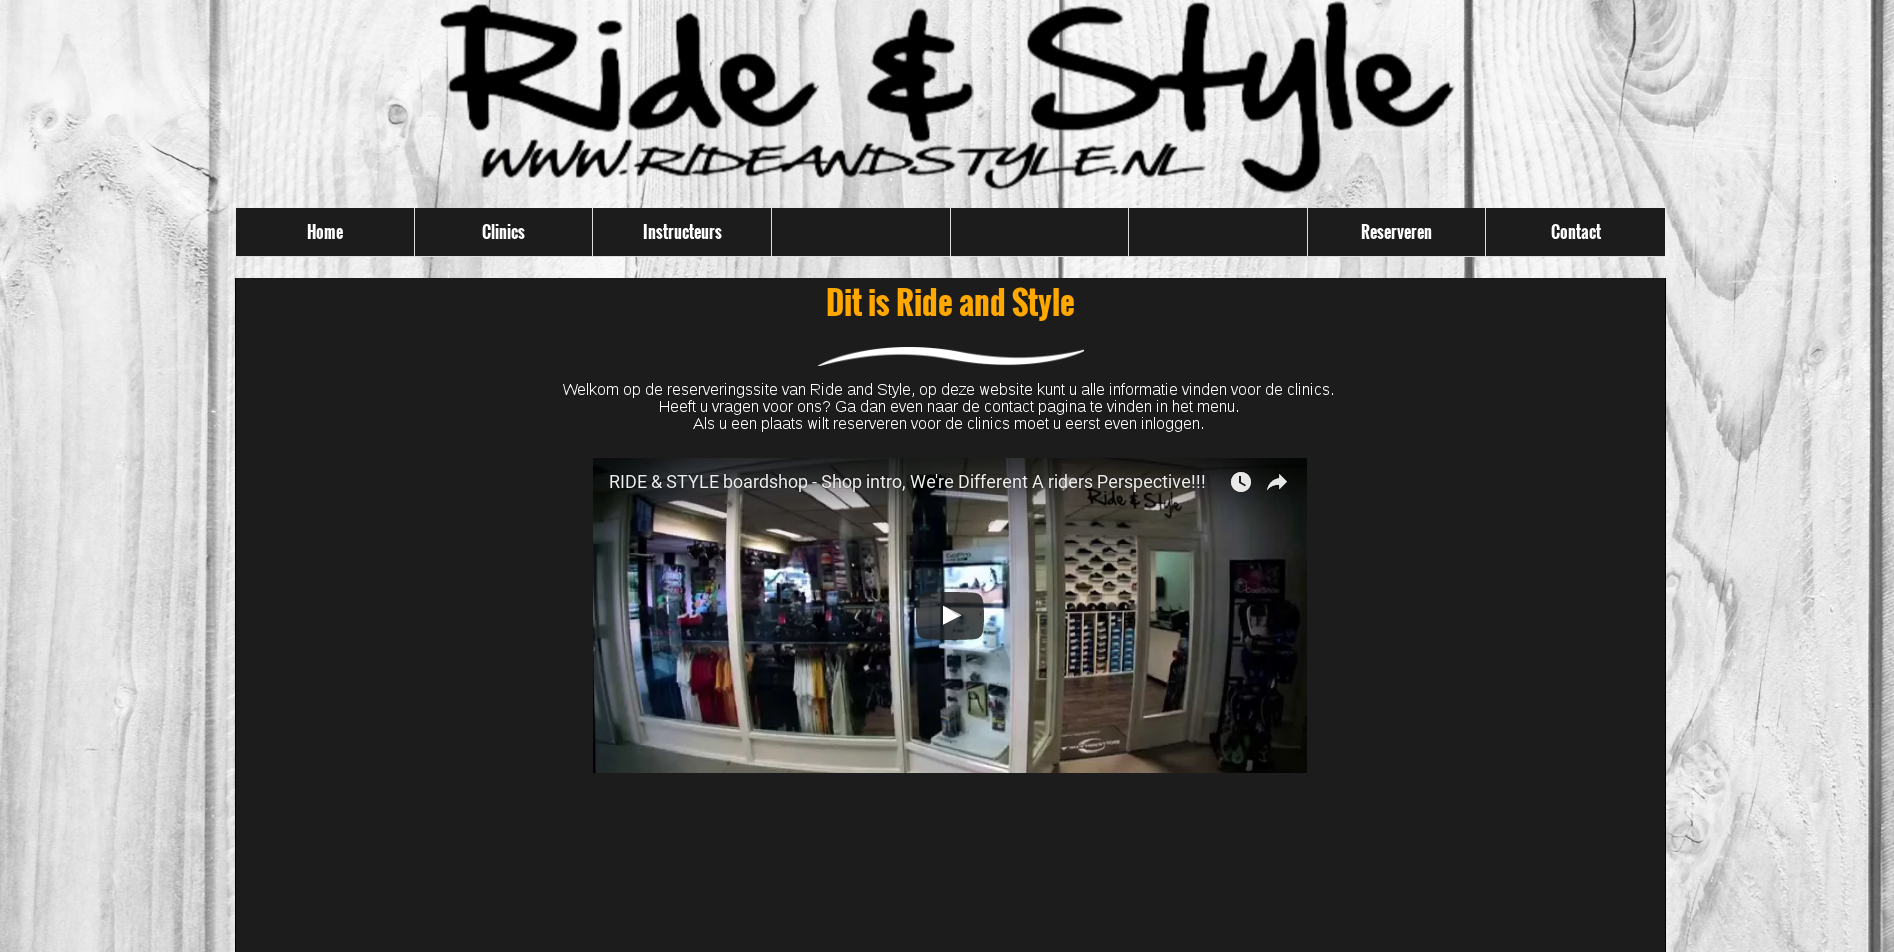 Ride & Style
WWW.RIDEANDSTYLE.NL
Home
Clinics
Instructeurs
Reserveren
Contact
Dit is Ride and Style
Welkom op de reserveringssite van Ride and Style, op deze website kunt u alle informatie vinden voor de clinics.
Heeft u vragen voor ons? Ga dan even naar de contact pagina te vinden in het menu.
Als u een plaats wilt reserveren voor de clinics moet u eerst even inloggen.
RIDE & STYLE boardshop - Shop intro, We're Different A riders Perspective!!!
Ride & Style
GoPro